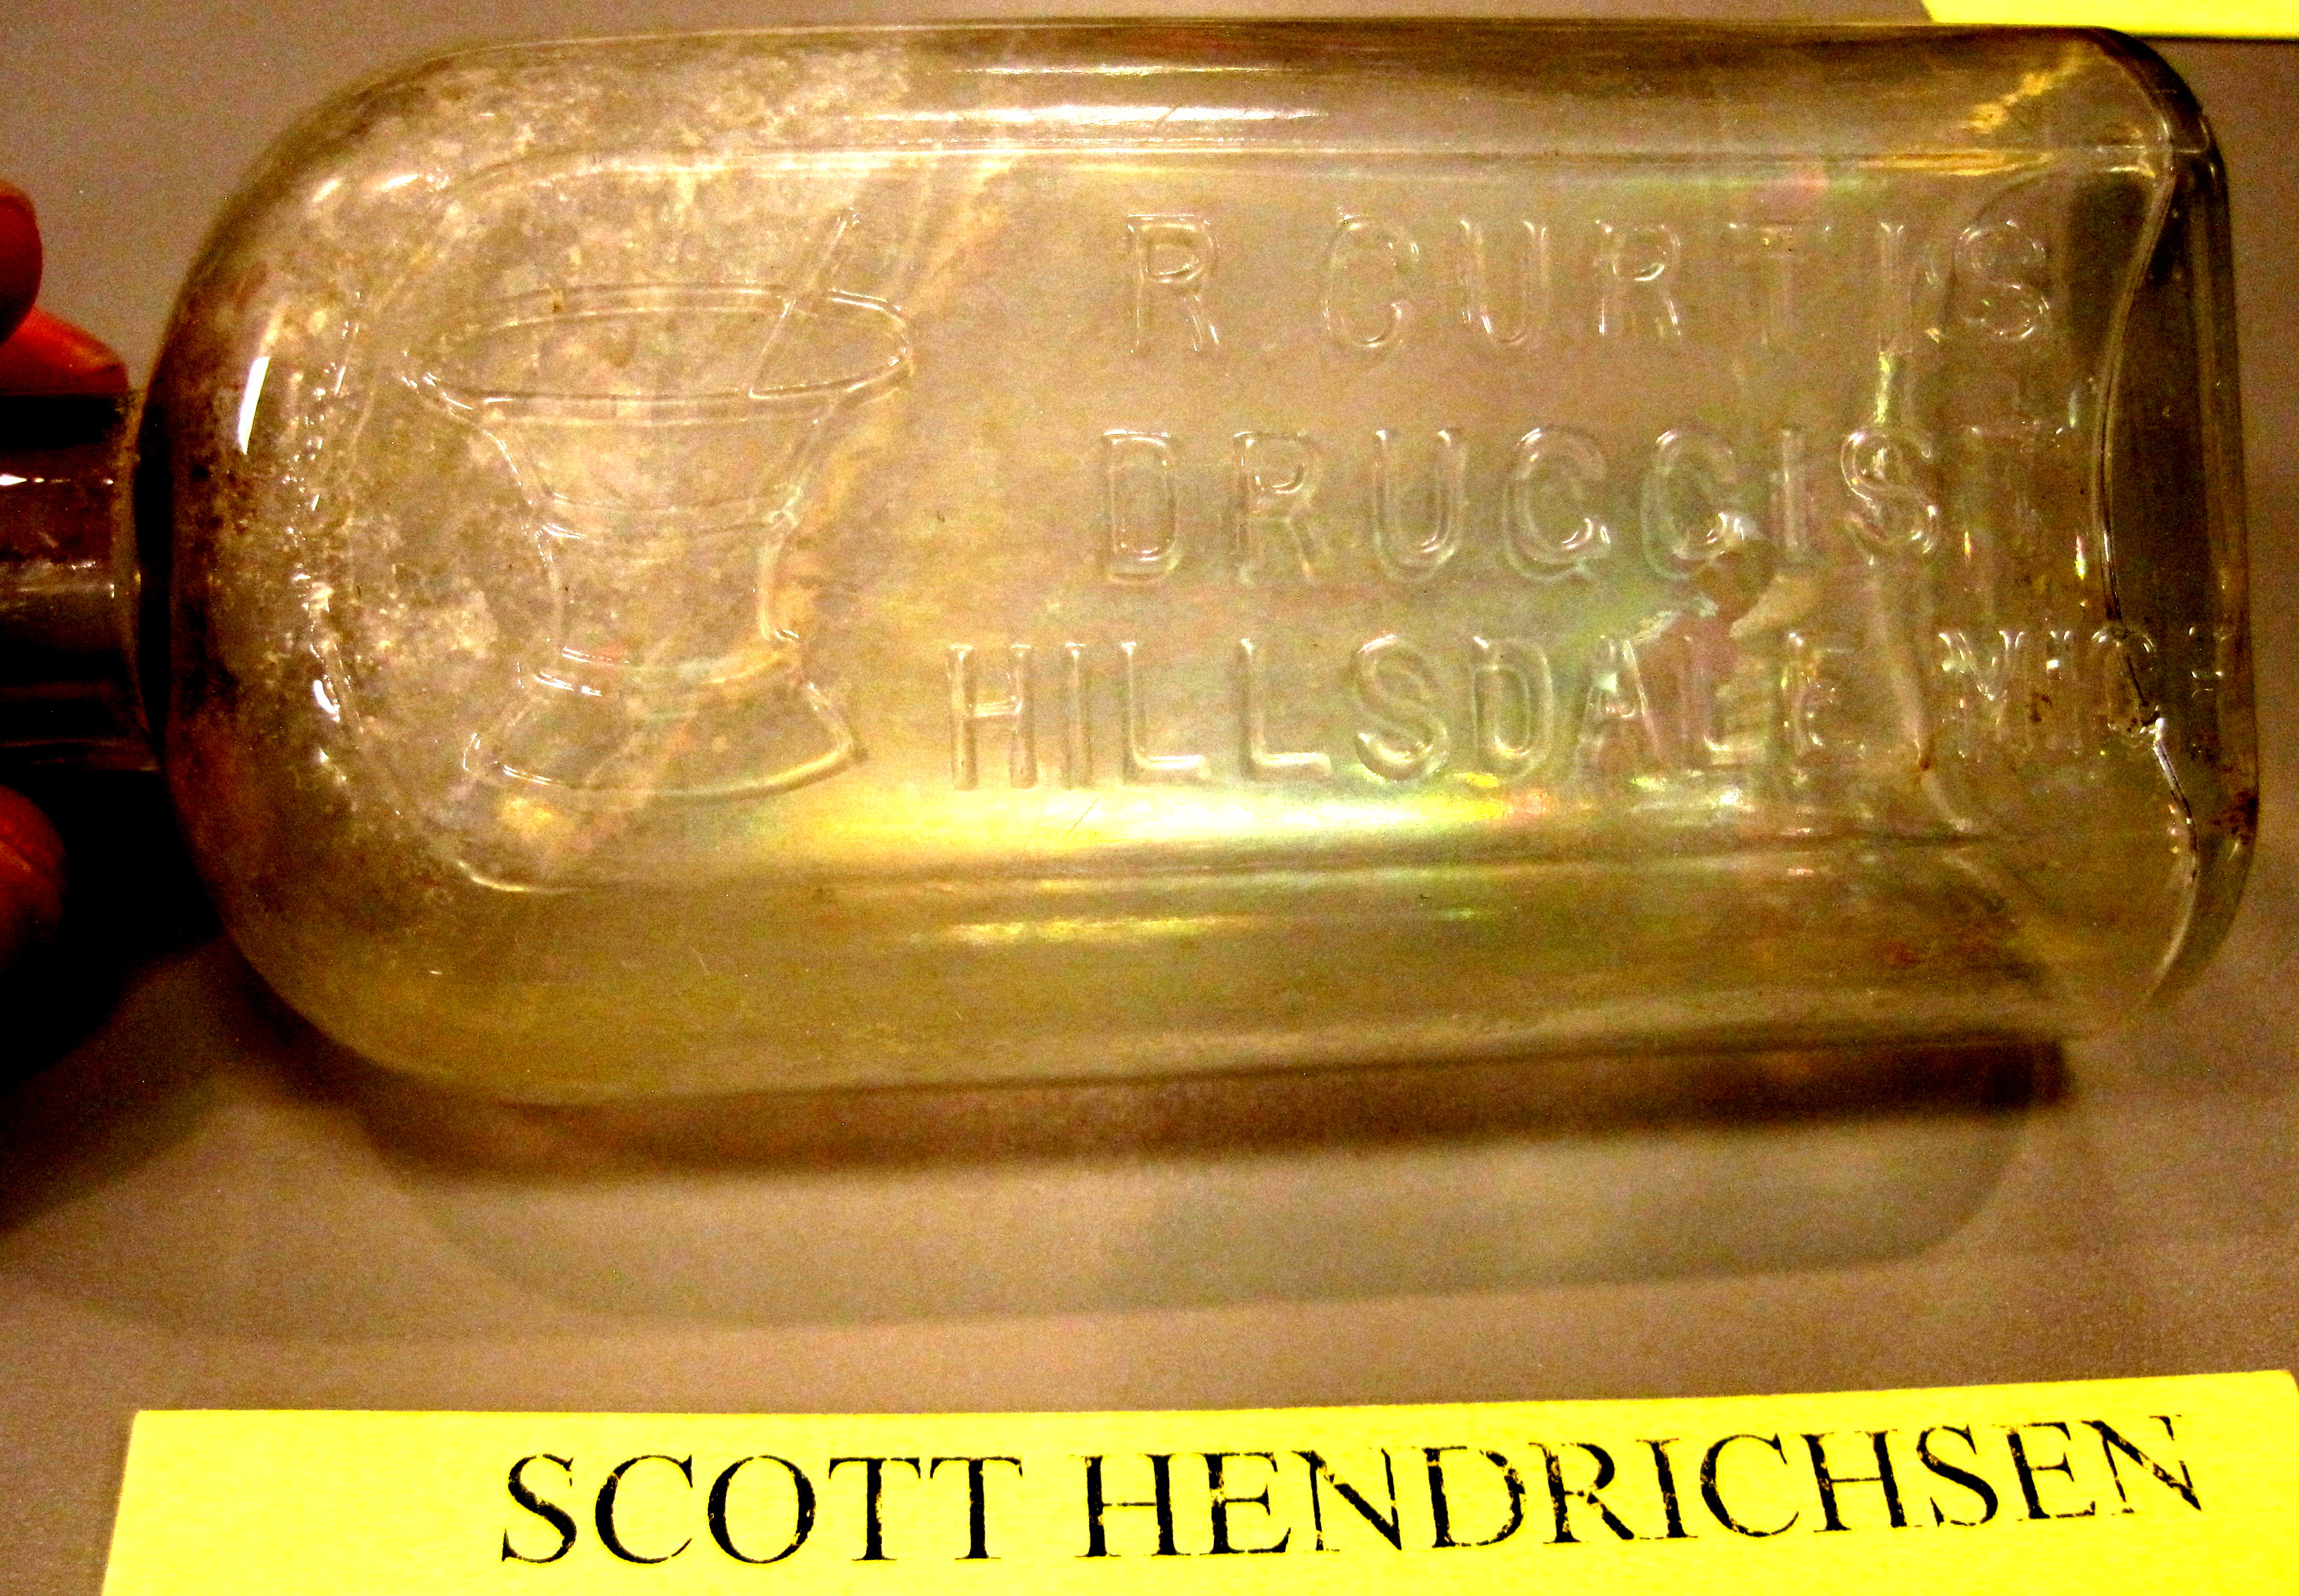 R. CURTIS
DRUGGIST
HILLSDALE MICH
SCOTT HENDRICHSEN